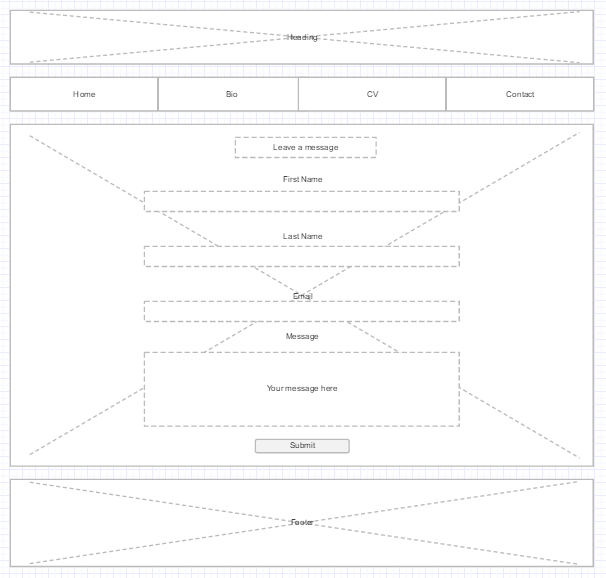 Heading
Home
Bio
CV
Contact
Leave a message
First Name
Last Name
Email
Message
Your message here
Submit
Footer